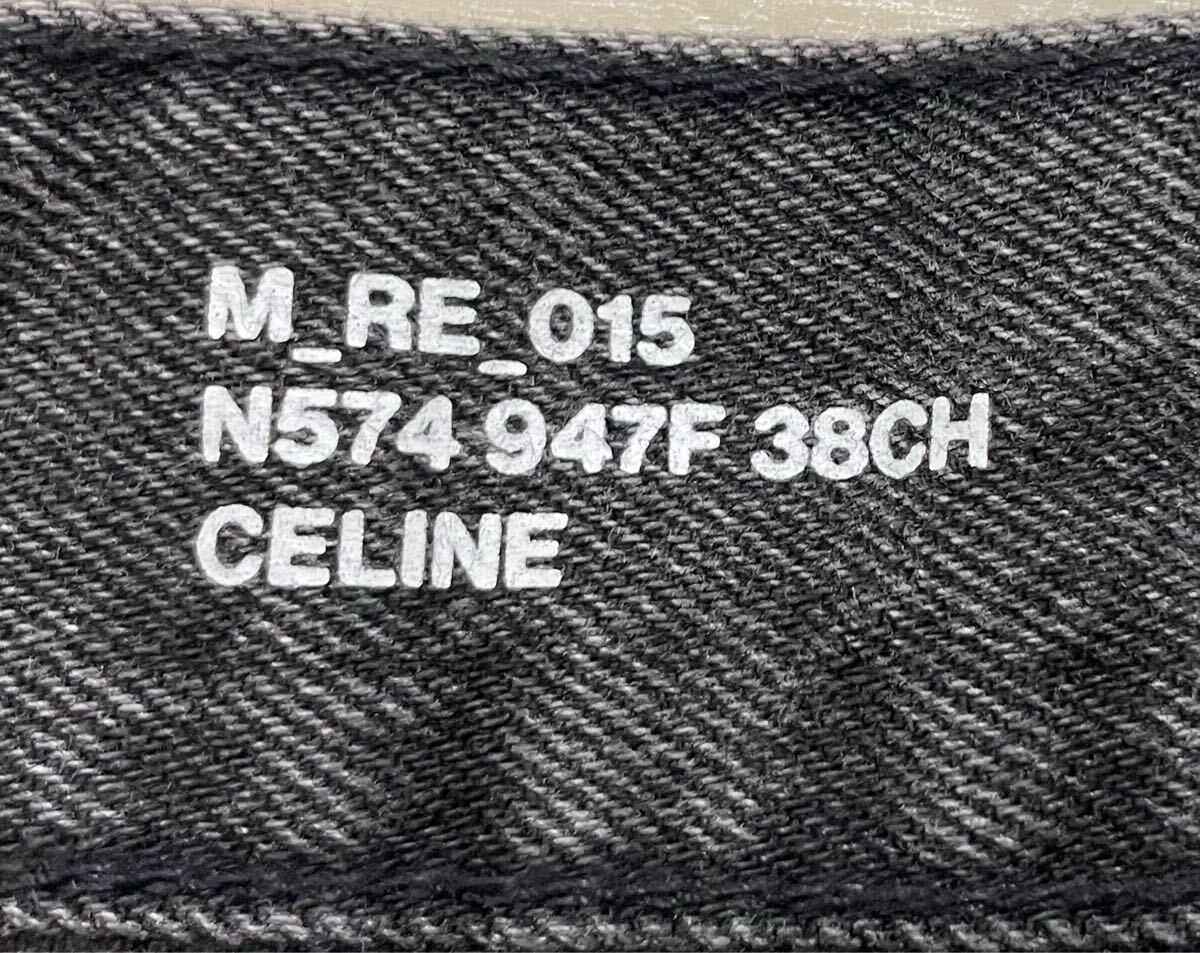 M_RE_015
N574 947F 38CH
CELINE